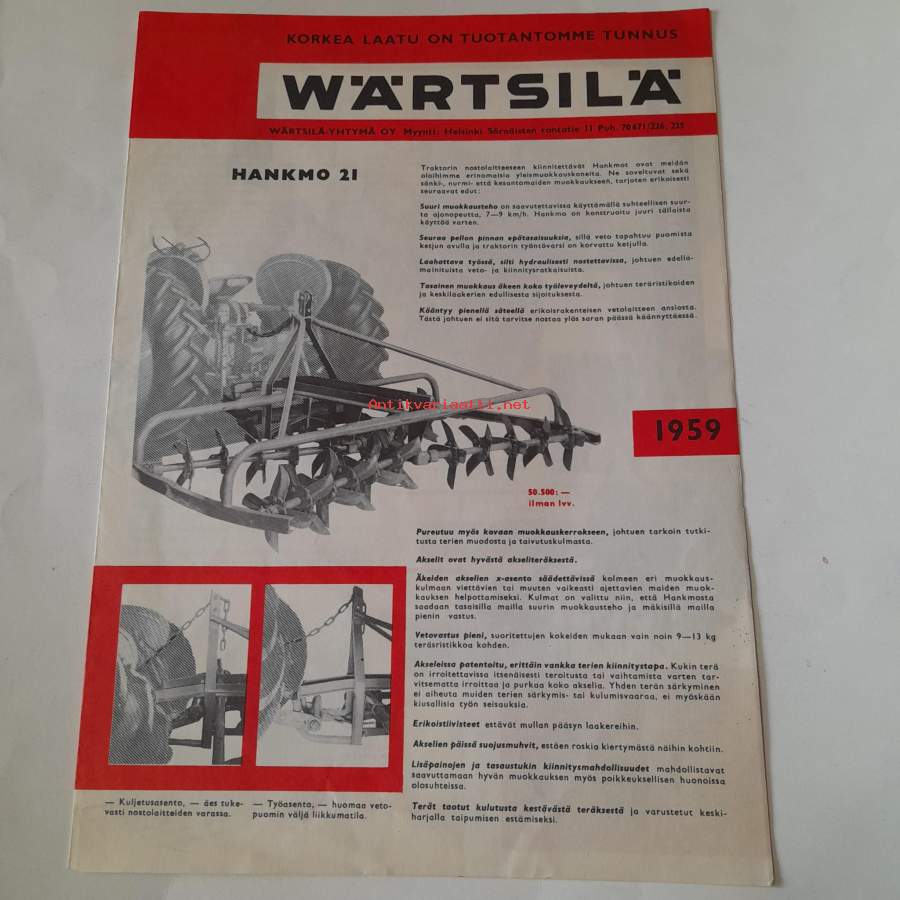 KORKEA LAATU ON TUOTANTOMME TUNNUS
WÄRTSILÄ
WÄRTSILÄ-YHTYMÄ OY. Myynti: Helsinki Sörnäisten rantatie 11 Puh. 70 671/226, 225
HANKMO 21
Traktorin nostolaitteeseen kiinnitettävät Hankmot ovat meidän
oloihimme erinomaisia yleismuokkauskoneita. Ne soveltuvat sekä
sänki-, nurmi- että kesantomaiden muokkaukseen, tarjoten erikoisesti
seuraavat edut:
Suuri muokkausteho on saavutettavissa käyttämällä suhteellisen suur-
ta ajonopeutta, 7—9 km/h. Hankmo on konstruoitu juuri tällaista
käyttöä varten.
Seuraa pellon pinnan epätasaisuuksia, sillä veto tapahtuu puomista
ketjun avulla ja traktorin työntövarsi on korvattu ketjulla.
Laahattava työssä, silti hydraulisesti nostettavissa, johtuen edellä-
mainituista veto- ja kiinnitysratkaisuista.
Tasainen muokkaus äkeen koko työleveydeltä, johtuen teräristikoiden
ja keskilaakerien edullisesta sijoituksesta.
Kääntyy pienellä säteellä erikoisrakenteisen vetolaitteen ansiosta.
Tästä johtuen ei sitä tarvitse nostaa ylös saran päässä käännyttäessä.
Antikvariaatti.net
1959
50.500: —
ilman lvv.
Pureutuu myös kovaan muokkauskerrokseen, johtuen tarkoin tutki-
tusta terien muodosta ja taivutuskulmasta.
Akselit ovat hyvästä akseliteräksestä.
Äkeiden akselien x-asento säädettävissä kolmeen eri muokkaus-
kulmaan viettävien tai muuten vaikeasti ajettavien maiden muok-
kauksen helpottamiseksi. Kulmat on valittu niin, että Hankmosta
saadaan tasaisilla mailla suurin muokkausteho ja mäkisillä mailla
pienin vastus.
Vetovastus pieni, suoritettujen kokeiden mukaan vain noin 9—13 kg
teräsristikkoa kohden.
Akseleissa patentoitu, erittäin vankka terien kiinnitystapa. Kukin terä
on irroitettavissa itsenäisesti teroitusta tai vaihtamista varten tar-
vitsematta irroittaa ja purkaa koko akselia. Yhden terän särkyminen
ei aiheuta muiden terien särkymis- tai kulumisvaaraa, ei myöskään
kiusallisia työn seisauksia.
Erikoistiivisteet estävät mullan pääsyn laakereihin.
Akselien päissä suojusmuhvit, estäen roskia kiertymästä näihin kohtiin.
Lisäpainojen ja tasaustukin kiinnitysmahdollisuudet mahdollistavat
saavuttamaan hyvän muokkauksen myös poikkeuksellisen huonoissa
olosuhteissa.
Terät taotut kulutusta kestävästä teräksestä ja varustetut keski-
harjalla taipumisen estämiseksi.
— Kuljetusasento, — äes tuke-
vasti nostolaitteiden varassa.
— Työasento, — huomaa veto-
puomin väljä liikkumatila.